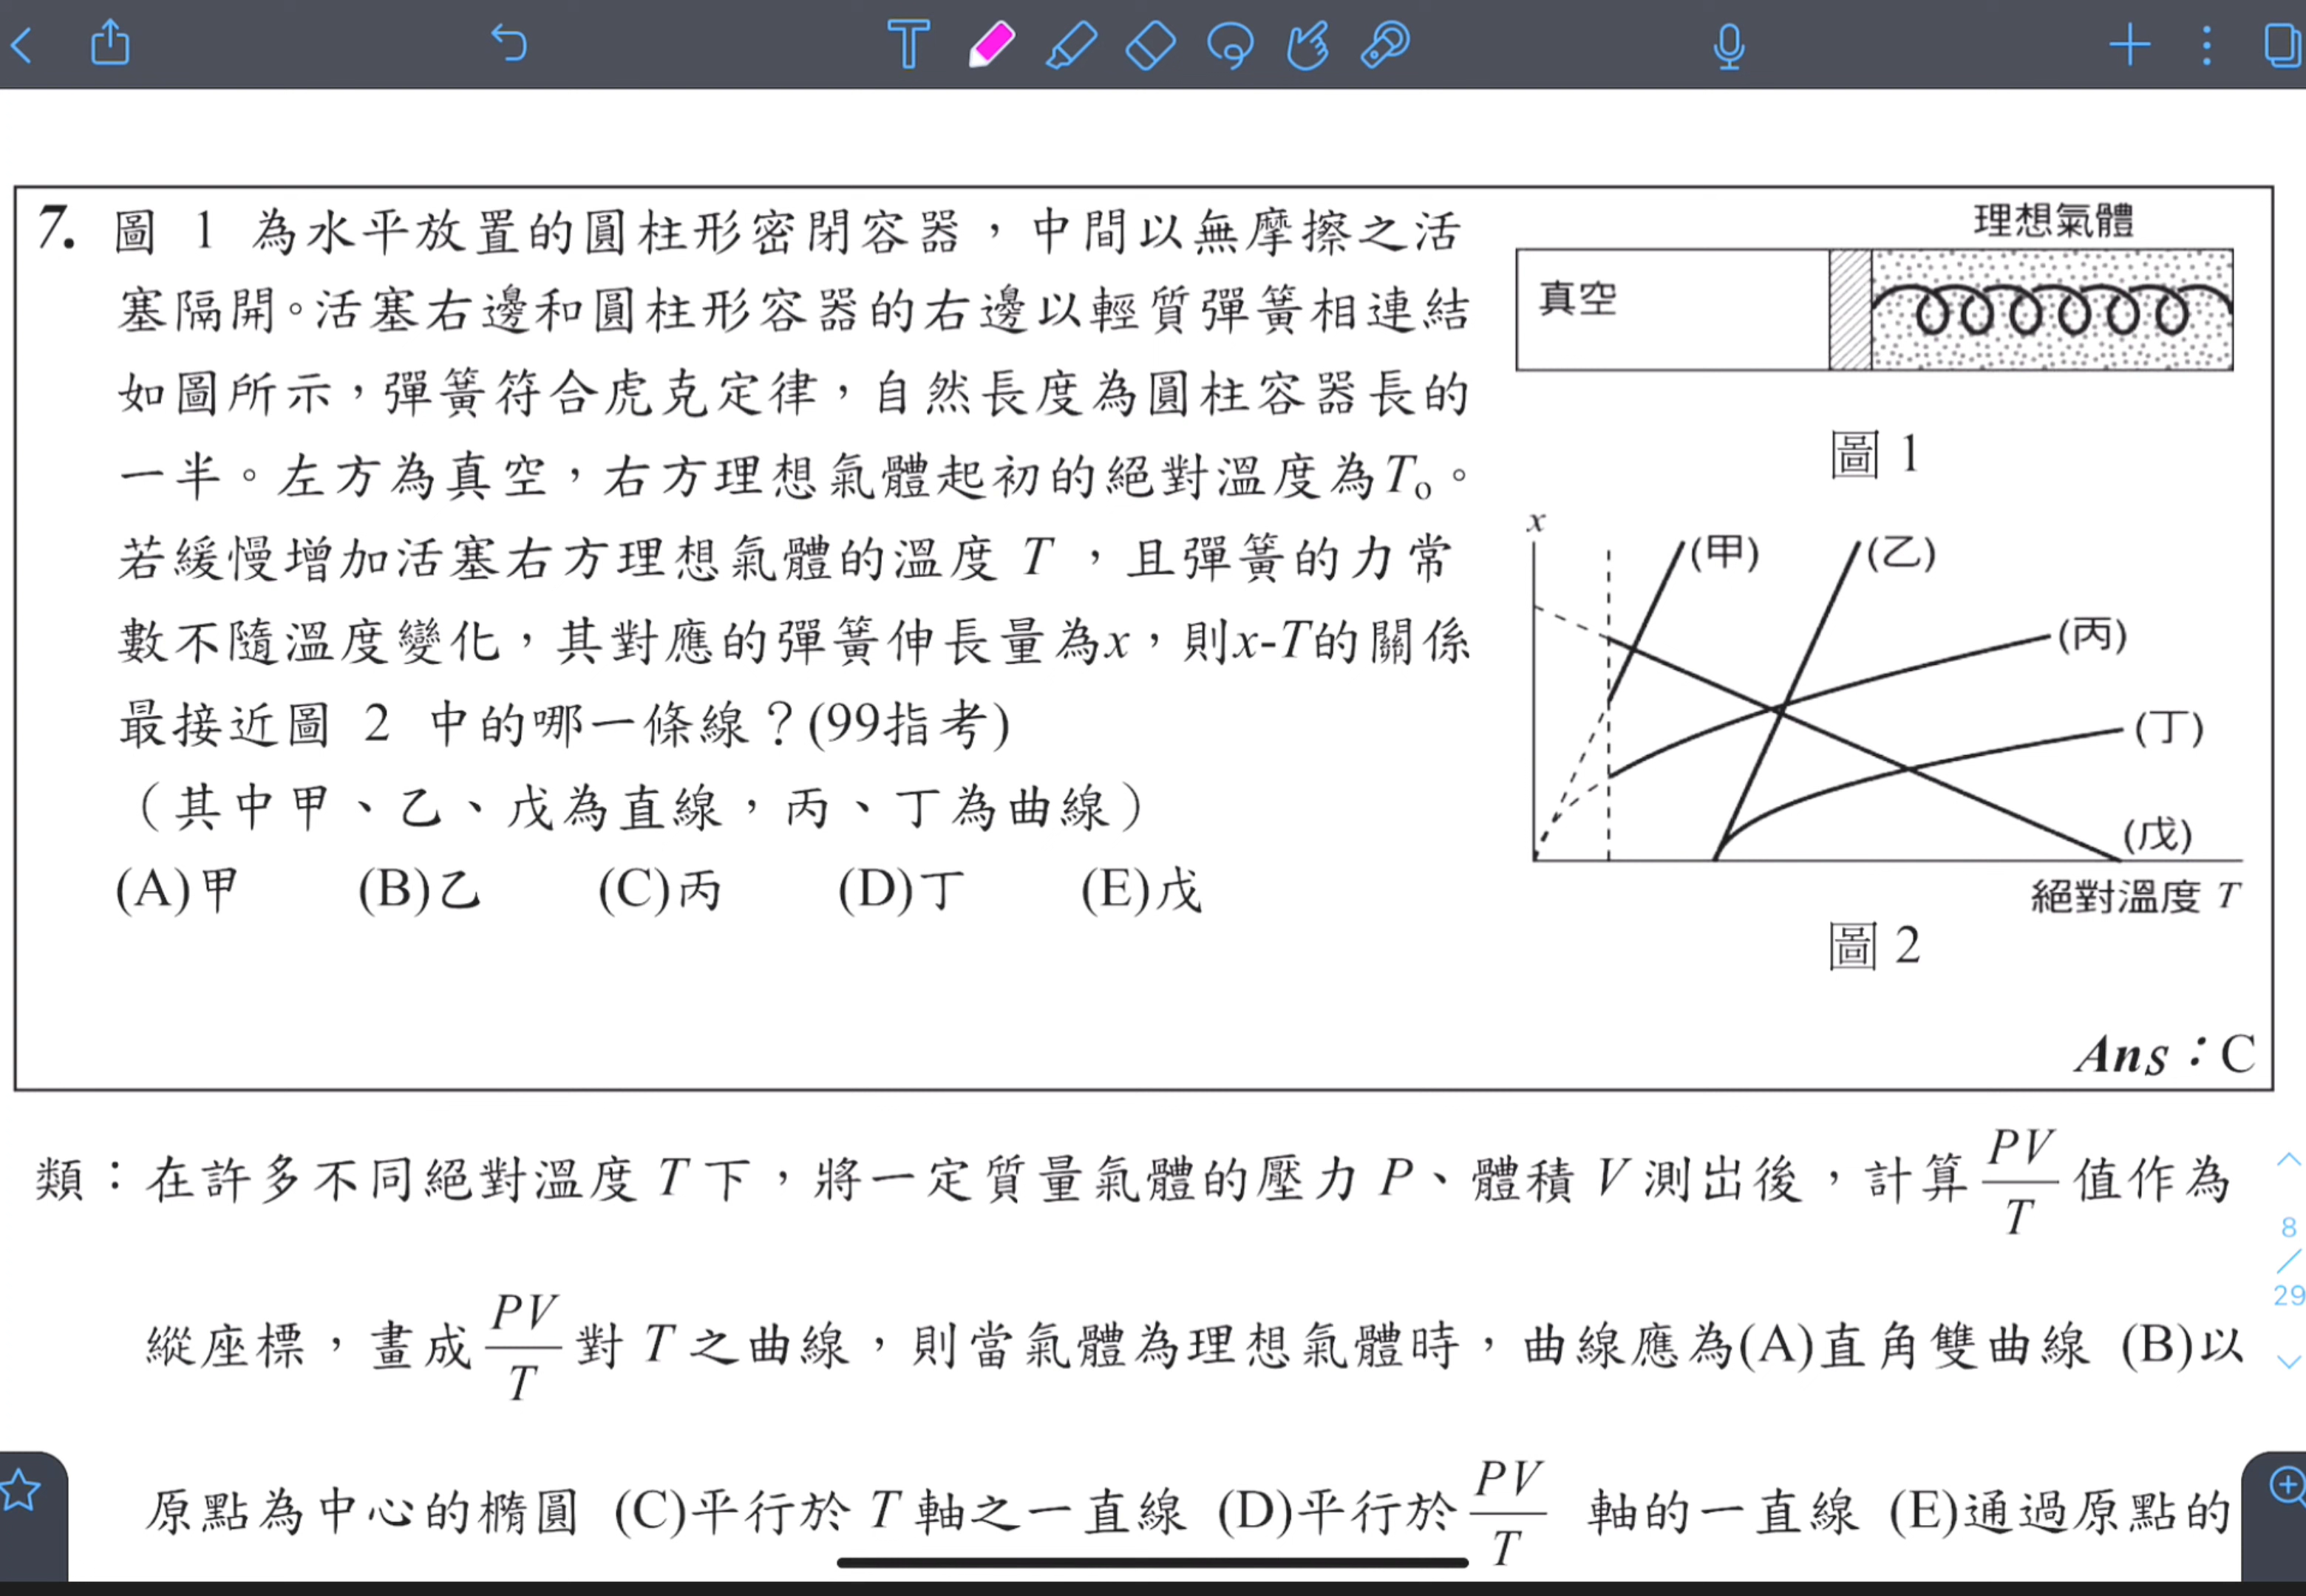 7. 圖 1 為水平放置的圓柱形密閉容器，中間以無摩擦之活
塞隔開。活塞右邊和圓柱形容器的右邊以輕質彈簧相連結
如圖所示，彈簧符合虎克定律，自然長度為圓柱容器長的
一半。左方為真空，右方理想氣體起初的絕對溫度為T₀。
若緩慢增加活塞右方理想氣體的溫度 T ，且彈簧的力常
數不隨溫度變化，其對應的彈簧伸長量為x，則x-T的關係
最接近圖 2 中的哪一條線？(99指考)
（其中甲、乙、戊為直線，丙、丁為曲線）
(A)甲 (B)乙 (C)丙 (D)丁 (E)戊
理想氣體
真空
圖 1
x
(甲)
(乙)
(丙)
(丁)
(戊)
絕對溫度 T
圖 2
Ans：C
類：在許多不同絕對溫度 T 下，將一定質量氣體的壓力 P、體積 V 測出後，計算 PV/T 值作為
縱座標，畫成 PV/T 對 T 之曲線，則當氣體為理想氣體時，曲線應為(A)直角雙曲線 (B)以
原點為中心的橢圓 (C)平行於 T 軸之一直線 (D)平行於 PV/T 軸的一直線 (E)通過原點的
8
/
29